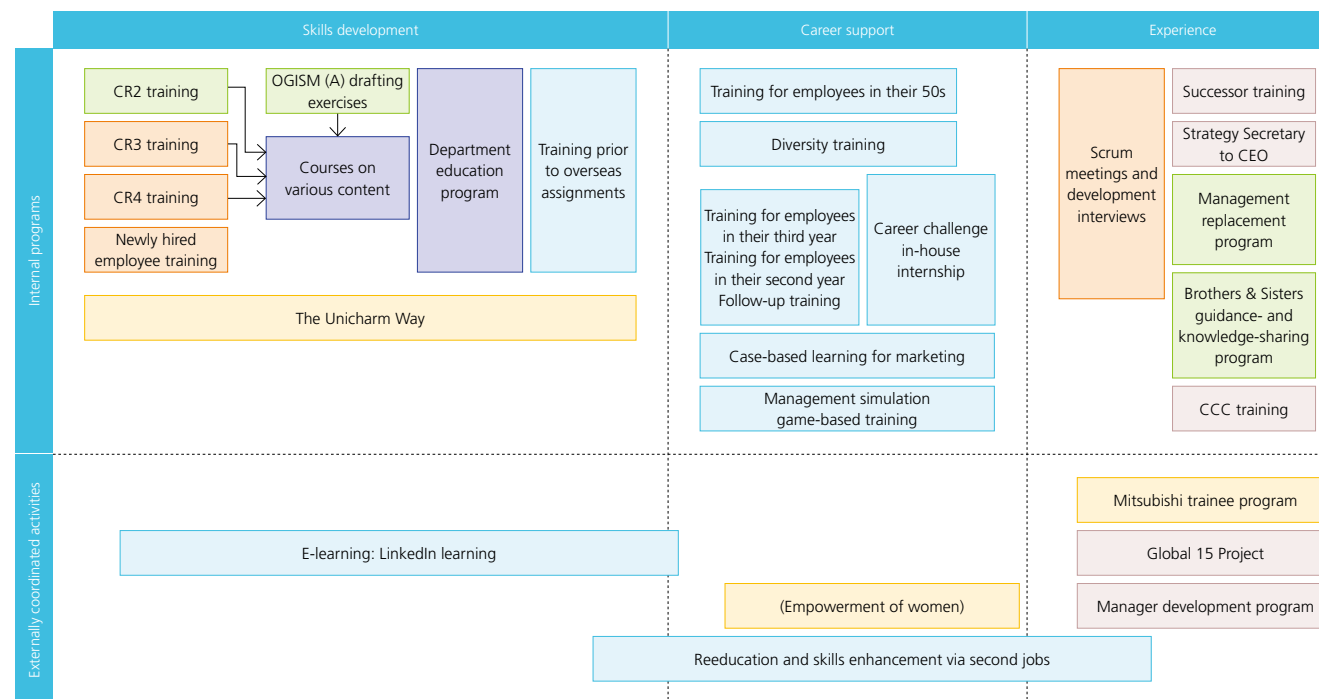 Skills development
Career support
Experience
Internal programs
CR2 training
CR3 training
CR4 training
Newly hired
employee training
OGISM (A) drafting
exercises
Courses on
various content
Department
education
program
Training prior
to overseas
assignments
The Unicharm Way
Training for employees in their 50s
Diversity training
Training for employees
in their third year
Training for employees
in their second year
Follow-up training
Career challenge
in-house
internship
Case-based learning for marketing
Management simulation
game-based training
Scrum
meetings and
development
interviews
Successor training
Strategy Secretary
to CEO
Management
replacement
program
Brothers & Sisters
guidance- and
knowledge-sharing
program
CCC training
Externally coordinated activities
E-learning: LinkedIn learning
(Empowerment of women)
Reeducation and skills enhancement via second jobs
Mitsubishi trainee program
Global 15 Project
Manager development program